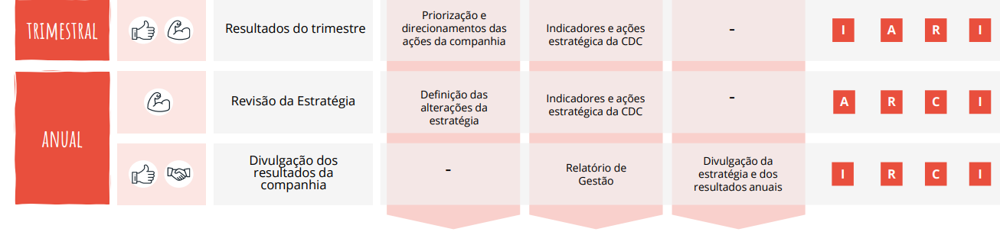 TRIMESTRAL
Resultados do trimestre
Priorização e
direcionamentos das
ações da companhia
Indicadores e ações
estratégica da CDC
-
I A R I
ANUAL
Revisão da Estratégia
Definição das
alterações da
estratégia
Indicadores e ações
estratégica da CDC
-
A R C I
Divulgação dos
resultados da
companhia
-
Relatório de
Gestão
Divulgação da
estratégia e dos
resultados anuais
I R C I